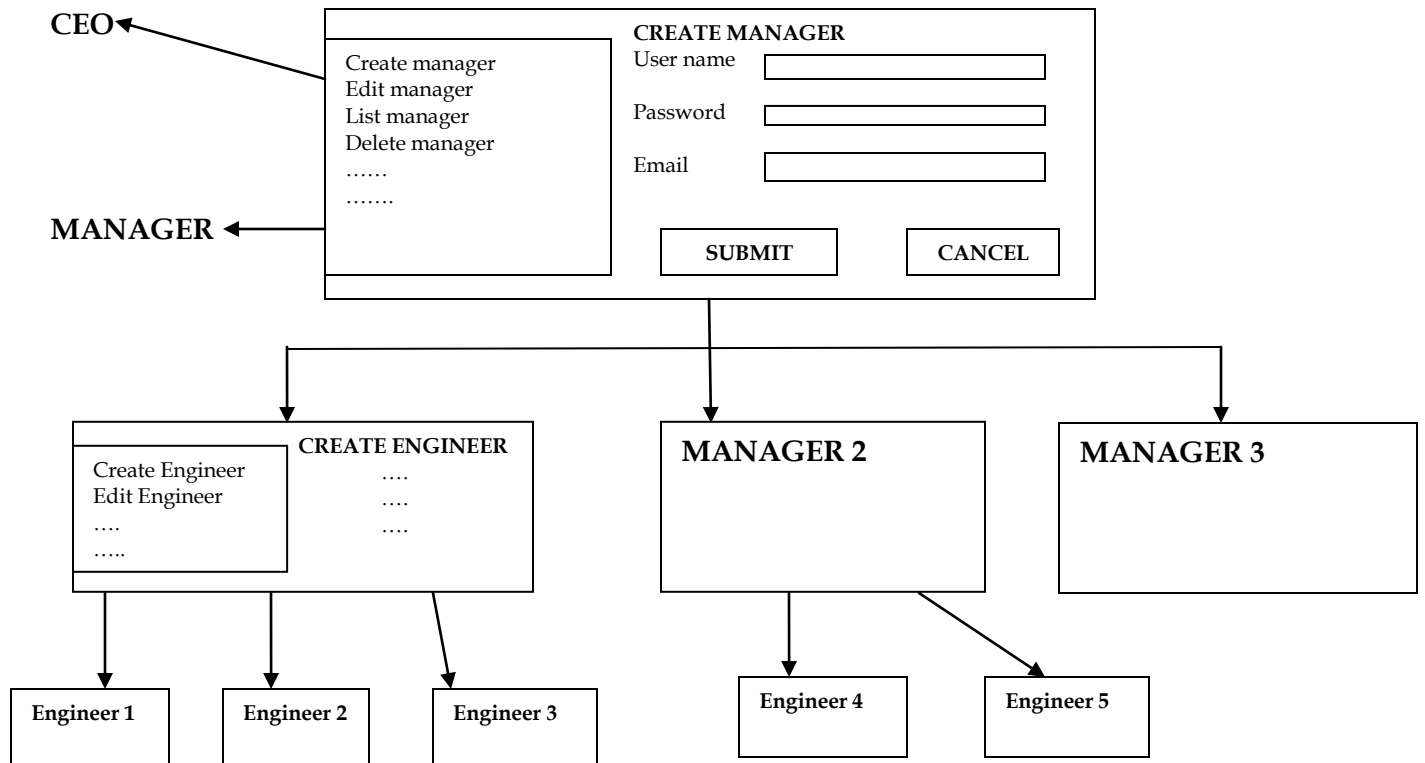 CEO
CREATE MANAGER
Create manager
Edit manager
List manager
Delete manager
……
…….
User name
Password
Email
MANAGER
SUBMIT
CANCEL
CREATE ENGINEER
Create Engineer
Edit Engineer
….
…..
….
….
….
MANAGER 2
MANAGER 3
Engineer 1
Engineer 2
Engineer 3
Engineer 4
Engineer 5